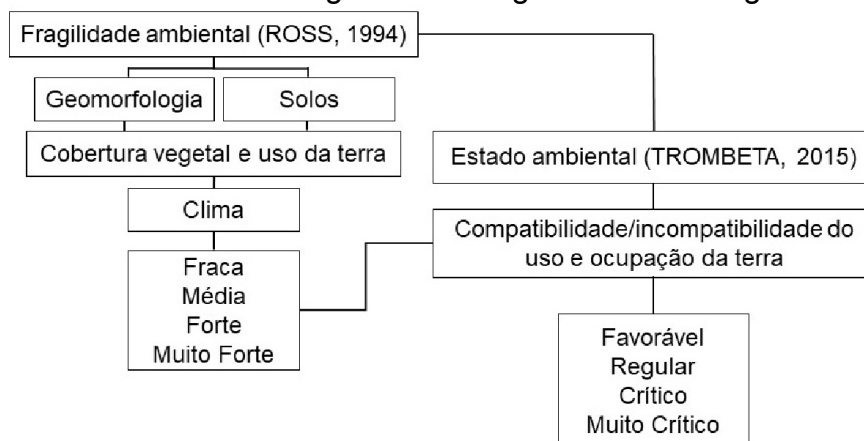 Fragilidade ambiental (ROSS, 1994)
Geomorfologia
Solos
Cobertura vegetal e uso da terra
Clima
Fraca
Média
Forte
Muito Forte
Estado ambiental (TROMBETA, 2015)
Compatibilidade/incompatibilidade do
uso e ocupação da terra
Favorável
Regular
Crítico
Muito Crítico